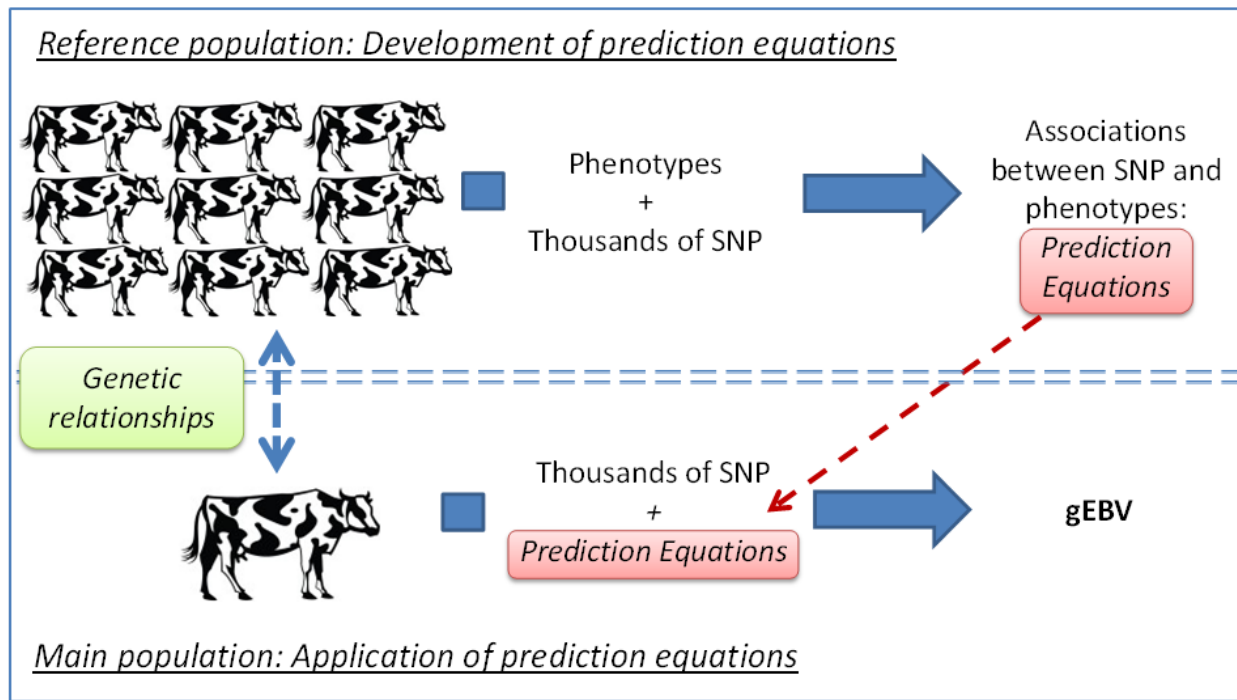 Reference population: Development of prediction equations
Phenotypes
+
Thousands of SNP
Associations
between SNP and
phenotypes:
Prediction
Equations
Genetic
relationships
Thousands of SNP
+
Prediction Equations
gEBV
Main population: Application of prediction equations